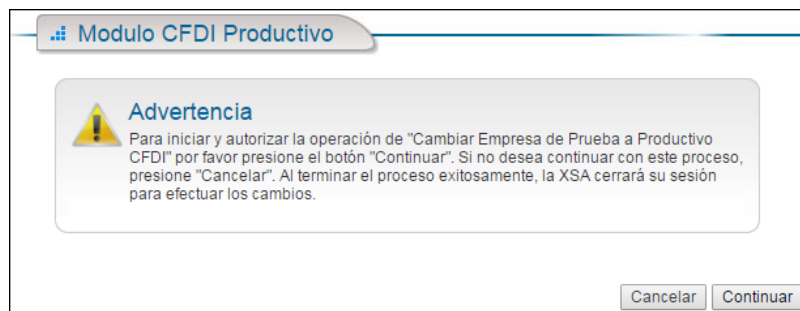 Modulo CFDI Productivo
Advertencia
Para iniciar y autorizar la operación de "Cambiar Empresa de Prueba a Productivo
CFDI" por favor presione el botón "Continuar". Si no desea continuar con este proceso,
presione "Cancelar". Al terminar el proceso exitosamente, la XSA cerrará su sesión
para efectuar los cambios.
Cancelar Continuar